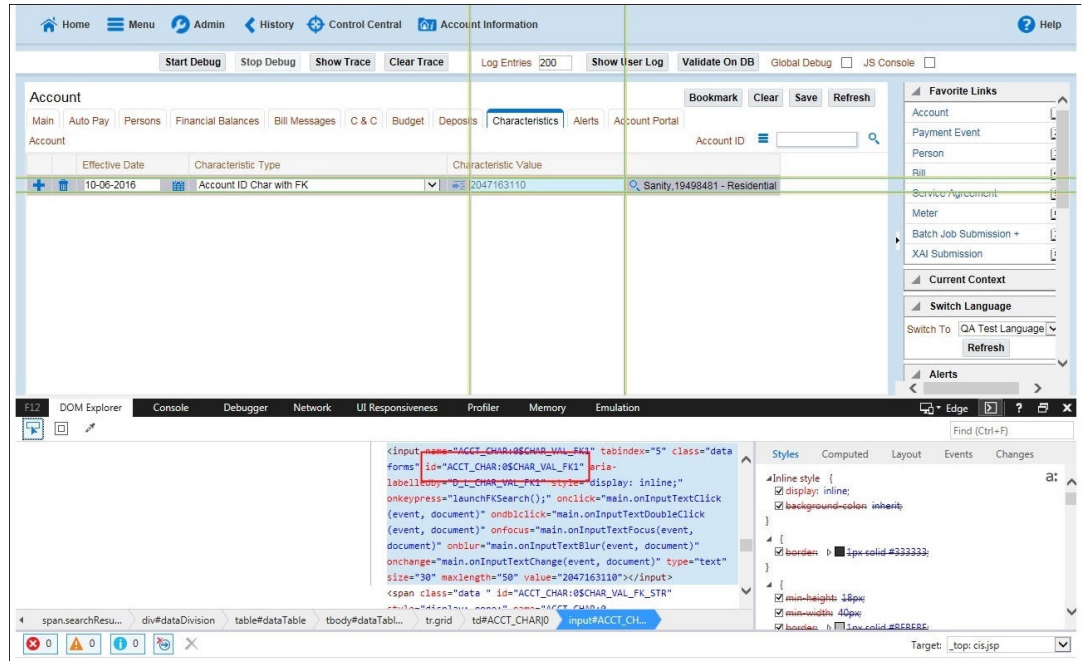 Home Menu Admin History Control Central Account Information Help
Start Debug Stop Debug Show Trace Clear Trace Log Entries 200 Show User Log Validate On DB Global Debug JS Console
Account Bookmark Clear Save Refresh
Main Auto Pay Persons Financial Balances Bill Messages C & C Budget Deposits Characteristics Alerts Account Portal
Account Account ID
Effective Date Characteristic Type Characteristic Value
10-06-2016 Account ID Char with FK 2047163110 Sanity,19498481 - Residential
Favorite Links
Account
Payment Event
Person
Bill
Service Agreement
Meter
Batch Job Submission +
XAI Submission
Current Context
Switch Language
Switch To QA Test Language
Refresh
Alerts
F12 DOM Explorer Console Debugger Network UI Responsiveness Profiler Memory Emulation Edge ?
Find (Ctrl+F)
<input name="ACCT_CHAR:0$CHAR_VAL_FK1" tabindex="5" class="data
forms" id="ACCT_CHAR:0$CHAR_VAL_FK1" aria-
labelledby="D_L_CHAR_VAL_FK1" style="display: inline;"
onkeypress="launchFKSearch();" onclick="main.onInputTextClick
(event, document)" ondblclick="main.onInputTextDoubleClick
(event, document)" onfocus="main.onInputTextFocus(event,
document)" onblur="main.onInputTextBlur(event, document)"
onchange="main.onInputTextChange(event, document)" type="text"
size="30" maxlength="50" value="2047163110"></input>
<span class="data " id="ACCT_CHAR:0$CHAR_VAL_FK_STR"
style="display: none;" name="ACCT_CHAR:0
Styles Computed Layout Events Changes
Inline style { a:
display: inline;
background-color: inherit;
}
{
border: 1px solid #333333;
}
{
min-height: 18px;
min-width: 40px;
border: 1px solid #BFBFBF;
span.searchResu... div#dataDivision table#dataTable tbody#dataTabl... tr.grid td#ACCT_CHAR|0 input#ACCT_CH...
0 0 0 Target: _top: cis.jsp